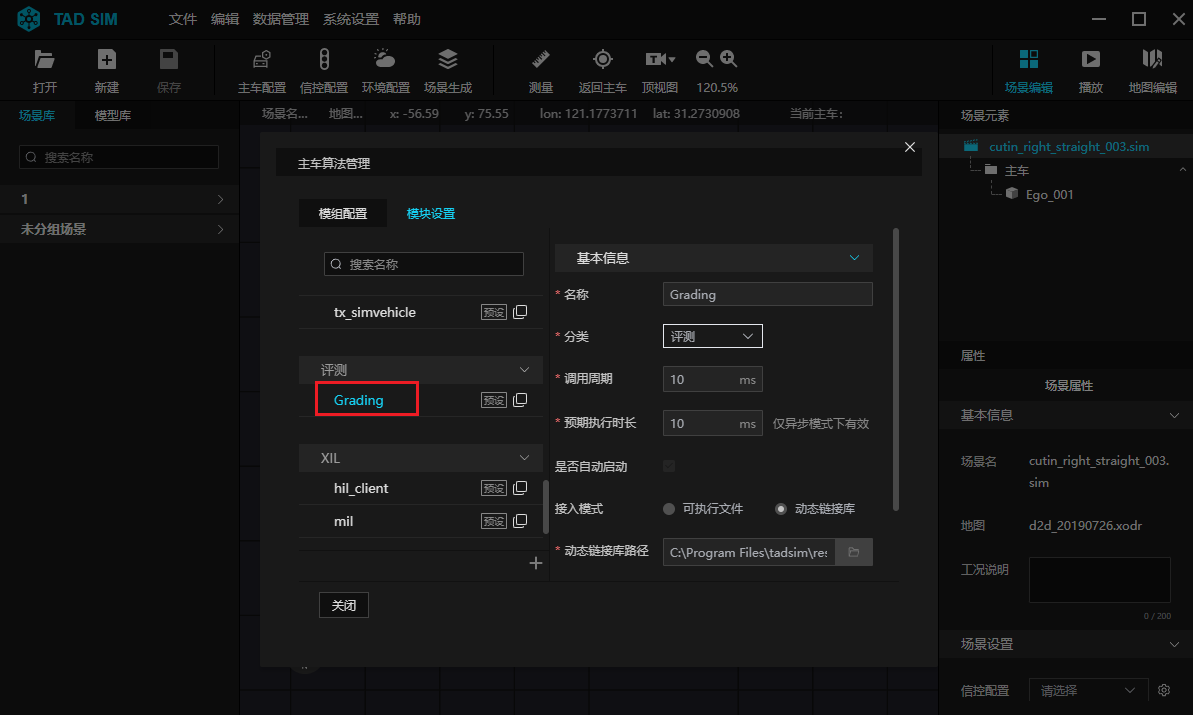 TAD SIM 文件 编辑 数据管理 系统设置 帮助
打开 新建 保存 主车配置 信控配置 环境配置 场景生成 测量 返回主车 顶视图 120.5% 场景编辑 播放 地图编辑
场景库 模型库
搜索名称
1
未分组场景
场景名... 地图... x: -56.59 y: 75.55 lon: 121.1773711 lat: 31.2730908 当前主车:
主车算法管理
模组配置 模块设置
搜索名称
tx_simvehicle 预设
评测
Grading 预设
XIL
hil_client 预设
mil 预设
关闭
基本信息
* 名称 Grading
* 分类 评测
* 调用周期 10 ms
* 预期执行时长 10 ms 仅异步模式下有效
是否自动启动
接入模式 可执行文件 动态链接库
* 动态链接库路径 C:\Program Files\tadsim\res
场景元素
cutin_right_straight_003.sim
主车
Ego_001
属性
场景属性
基本信息
场景名 cutin_right_straight_003.
sim
地图 d2d_20190726.xodr
工况说明
0 / 200
场景设置
信控配置 请选择